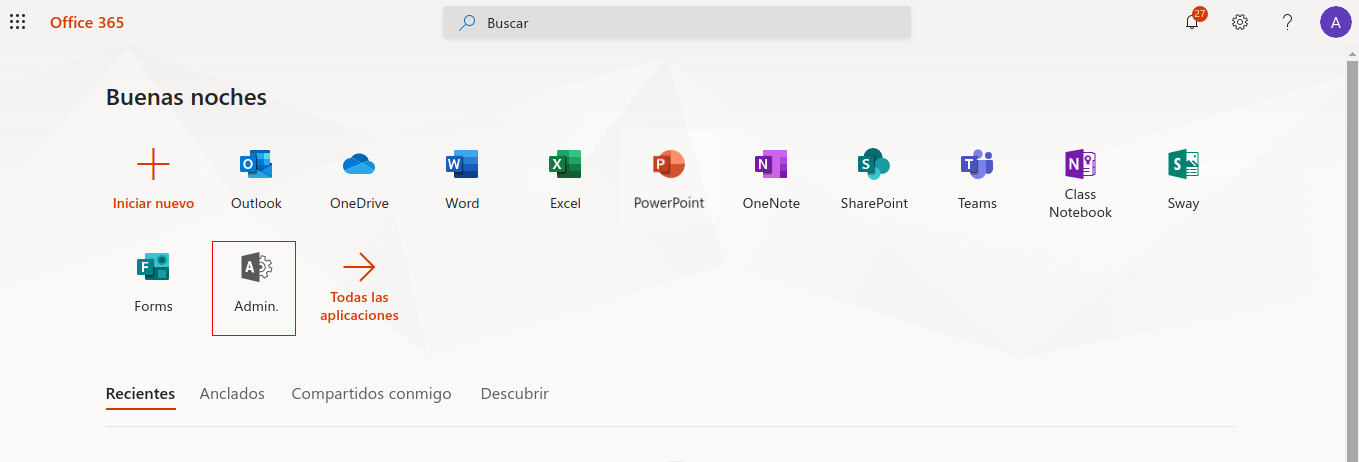 Office 365
Buscar
27
A
Buenas noches
Iniciar nuevo
Outlook
OneDrive
Word
Excel
PowerPoint
OneNote
SharePoint
Teams
Class
Notebook
Sway
Forms
Admin.
Todas las
aplicaciones
Recientes Anclados Compartidos conmigo Descubrir